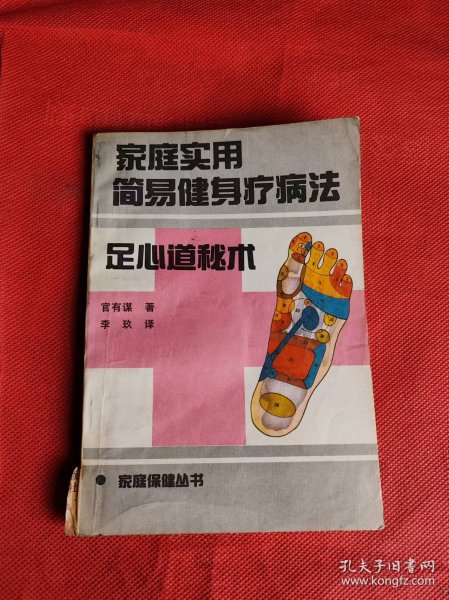 家庭实用
简易健身疗病法
足心道秘术
官有谋 著
李玖 译
家庭保健丛书
孔夫子旧书网
www.kongfz.com